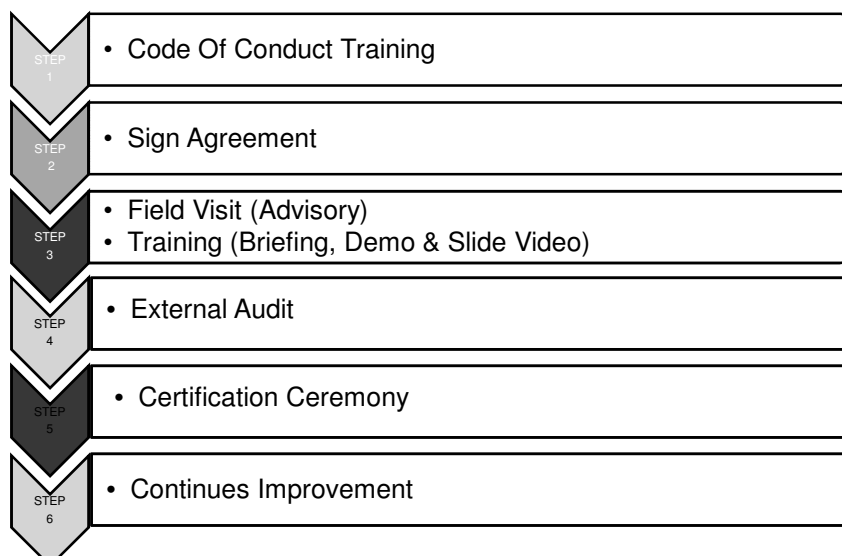 STEP
1
• Code Of Conduct Training
STEP
2
• Sign Agreement
STEP
3
• Field Visit (Advisory)
• Training (Briefing, Demo & Slide Video)
STEP
4
• External Audit
STEP
5
• Certification Ceremony
STEP
6
• Continues Improvement